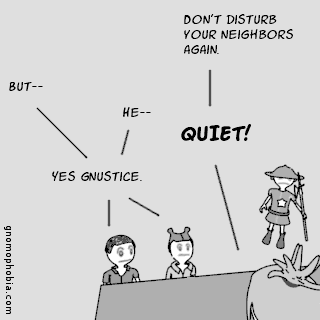 DON'T DISTURB
YOUR NEIGHBORS
AGAIN.
BUT--
HE--
QUIET!
YES GNUSTICE.
gnomophobia.com